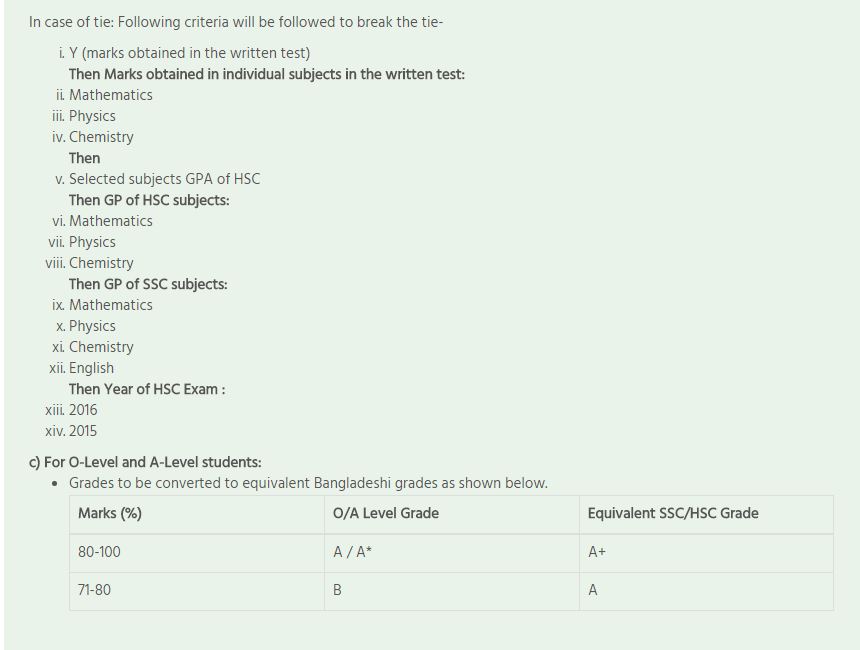 In case of tie: Following criteria will be followed to break the tie-
i. Y (marks obtained in the written test)
Then Marks obtained in individual subjects in the written test:
ii. Mathematics
iii. Physics
iv. Chemistry
Then
v. Selected subjects GPA of HSC
Then GP of HSC subjects:
vi. Mathematics
vii. Physics
viii. Chemistry
Then GP of SSC subjects:
ix. Mathematics
x. Physics
xi. Chemistry
xii. English
Then Year of HSC Exam :
xiii. 2016
xiv. 2015
c) For O-Level and A-Level students:
• Grades to be converted to equivalent Bangladeshi grades as shown below.
Marks (%) O/A Level Grade Equivalent SSC/HSC Grade
80-100 A / A* A+
71-80 B A